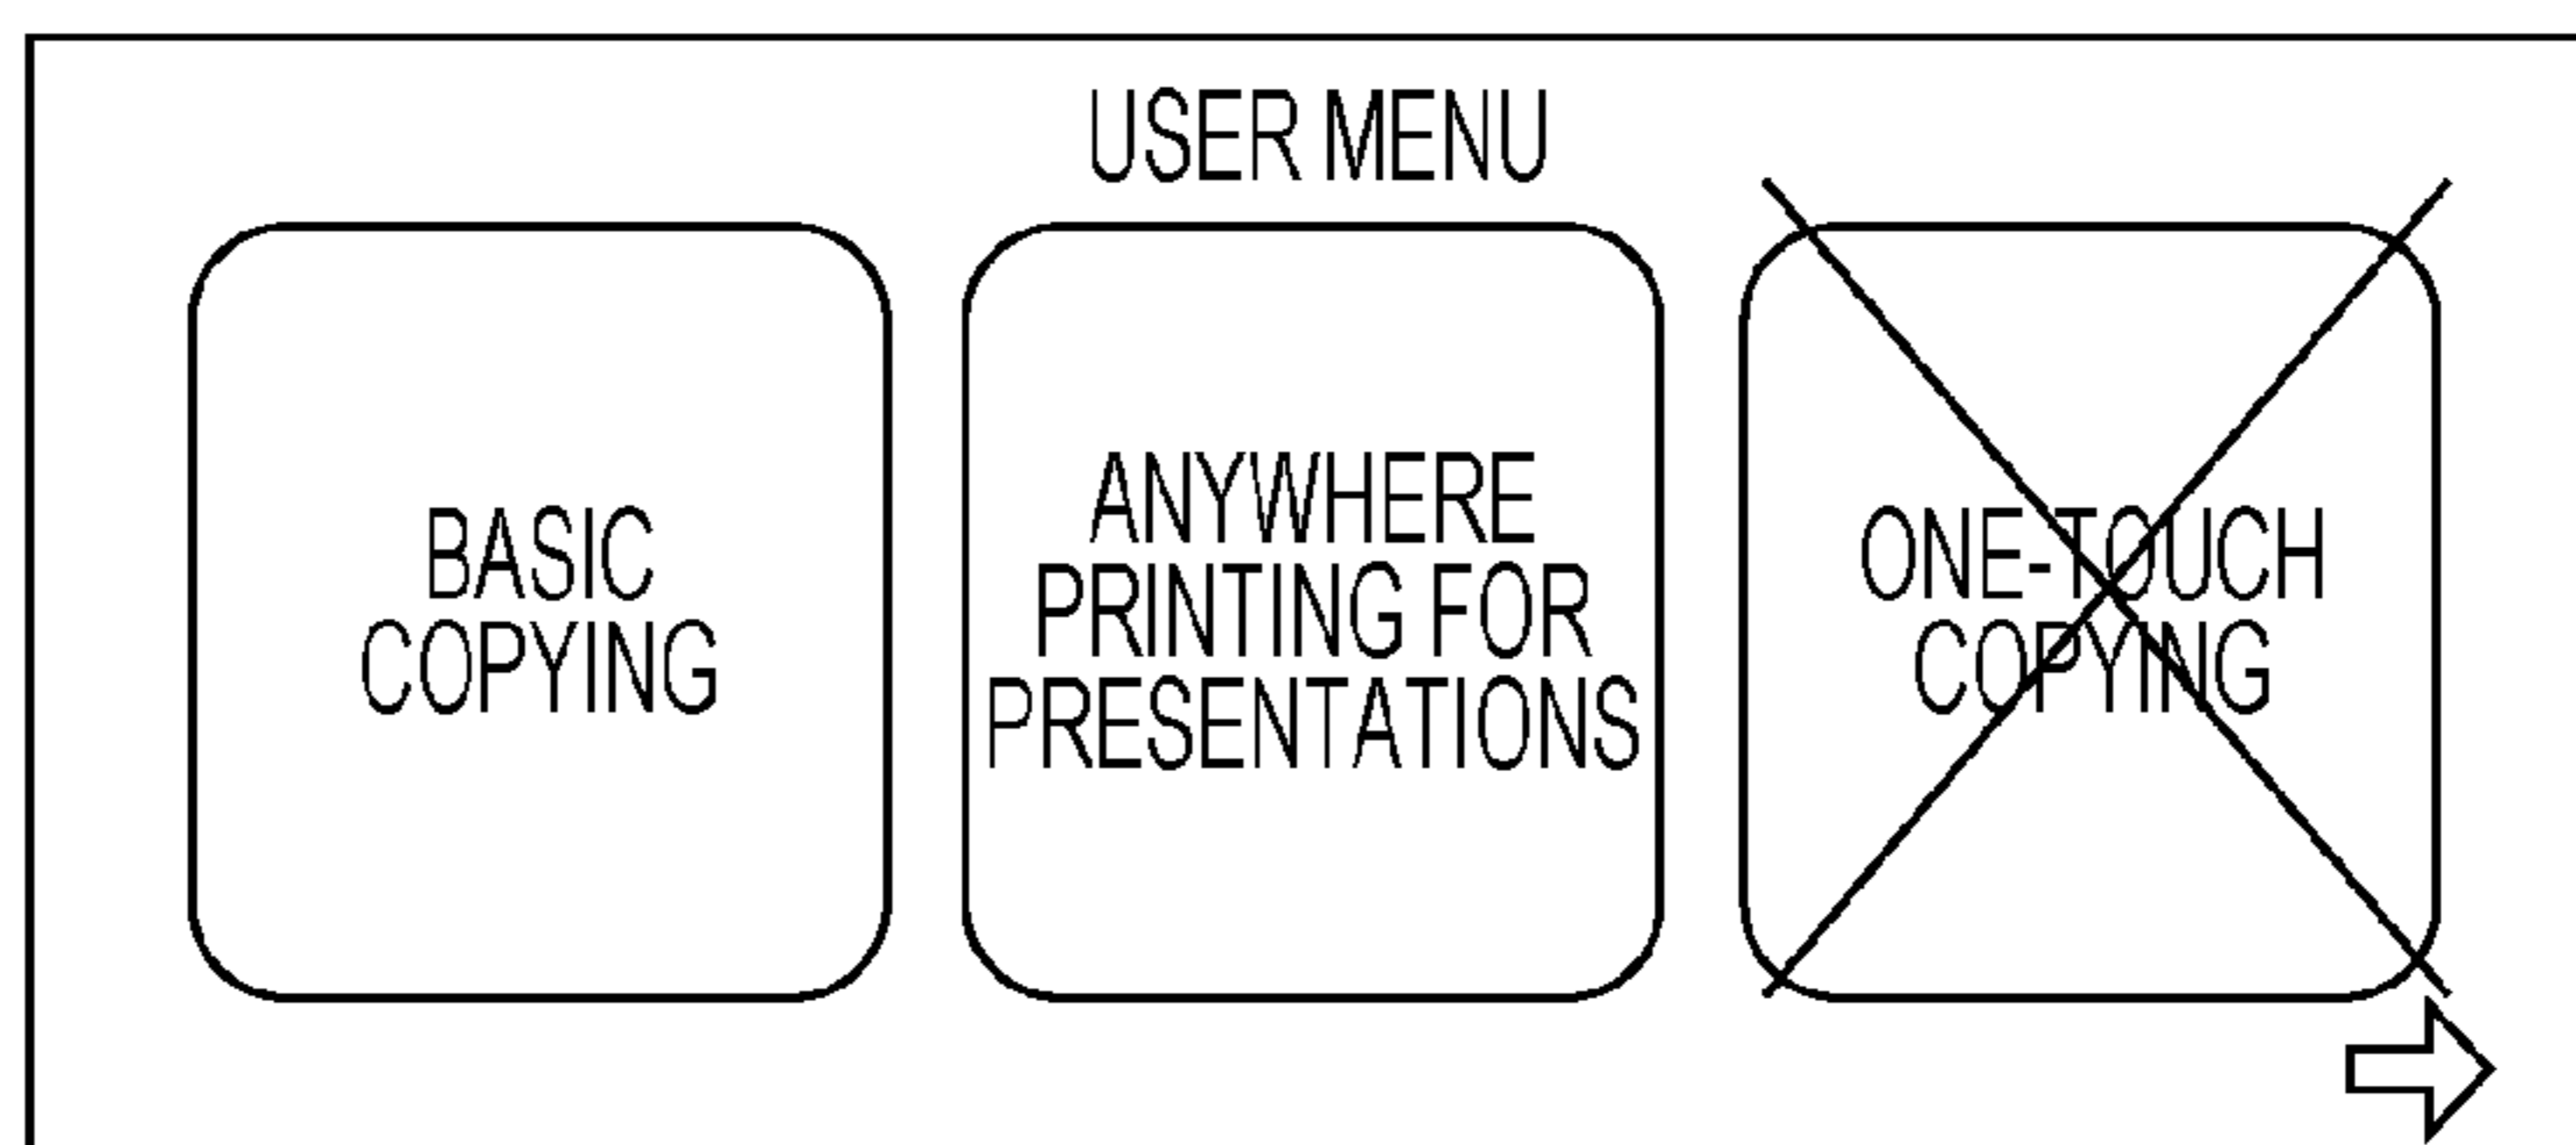 USER MENU
BASIC
COPYING
ANYWHERE
PRINTING FOR
PRESENTATIONS
ONE-TOUCH
COPYING